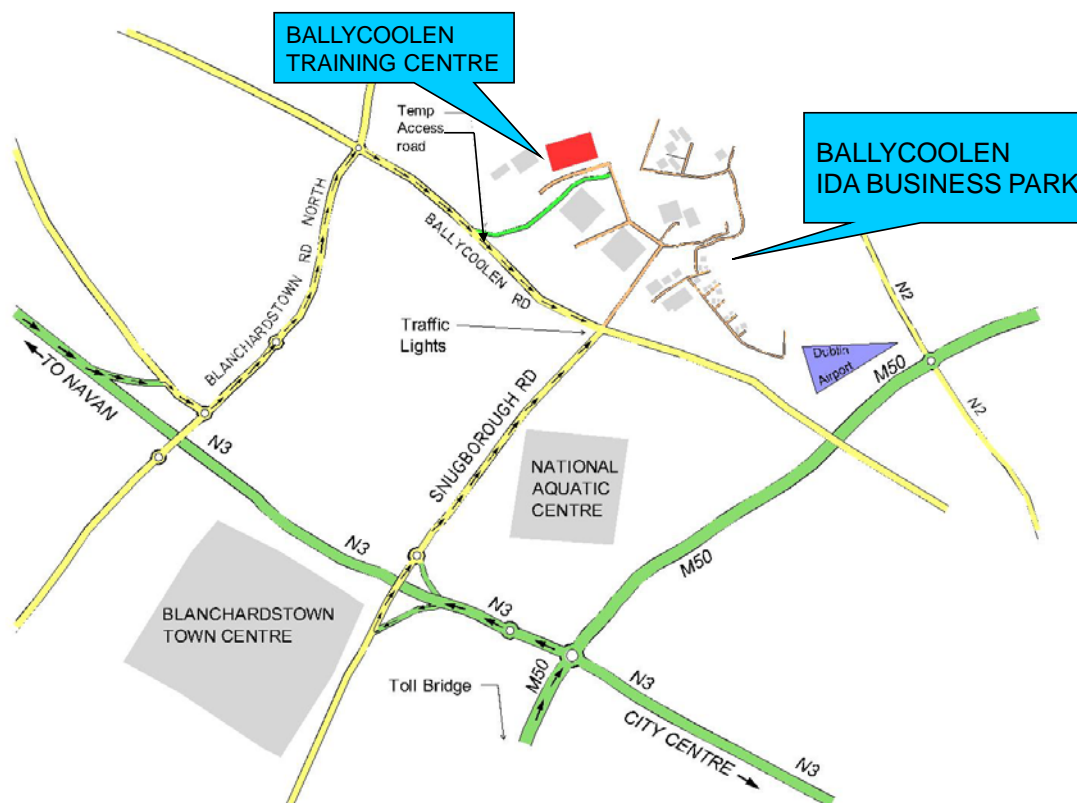 BALLYCOOLEN
TRAINING CENTRE
Temp
Access
road
BALLYCOOLEN
IDA BUSINESS PARK
BLANCHARDSTOWN RD NORTH
BALLYCOOLEN RD
N2
Traffic
Lights
Dublin
Airport
M50
TO NAVAN
N2
N3
SNUGBOROUGH RD
NATIONAL
AQUATIC
CENTRE
N3
M50
BLANCHARDSTOWN
TOWN CENTRE
N3
M50
Toll Bridge
N3
CITY CENTRE
N3